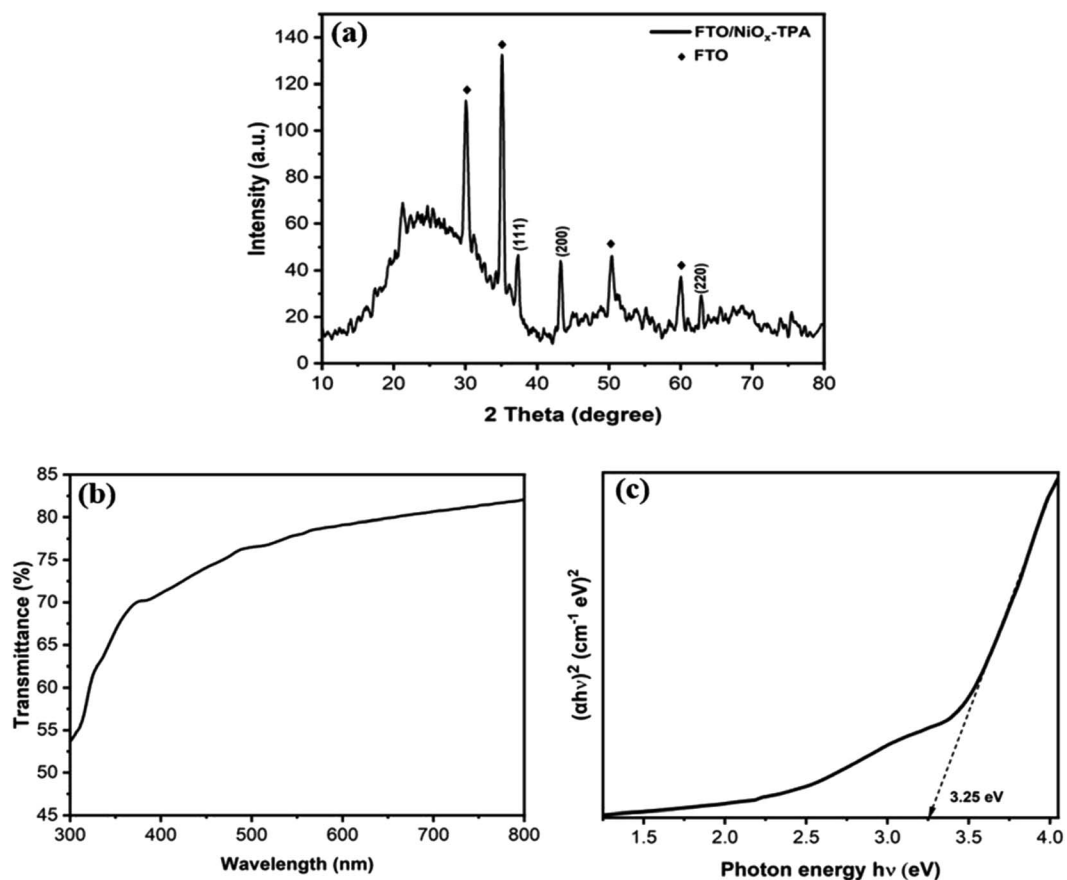 (a)
FTO/NiOₓ-TPA
FTO
140
120
100
80
60
40
20
0
Intensity (a.u.)
(111)
(200)
(220)
10 20 30 40 50 60 70 80
2 Theta (degree)
(b)
85
80
75
70
65
60
55
50
45
Transmittance (%)
300 400 500 600 700 800
Wavelength (nm)
(c)
(αhν)² (cm⁻¹ eV)²
3.25 eV
1.5 2.0 2.5 3.0 3.5 4.0
Photon energy hν (eV)